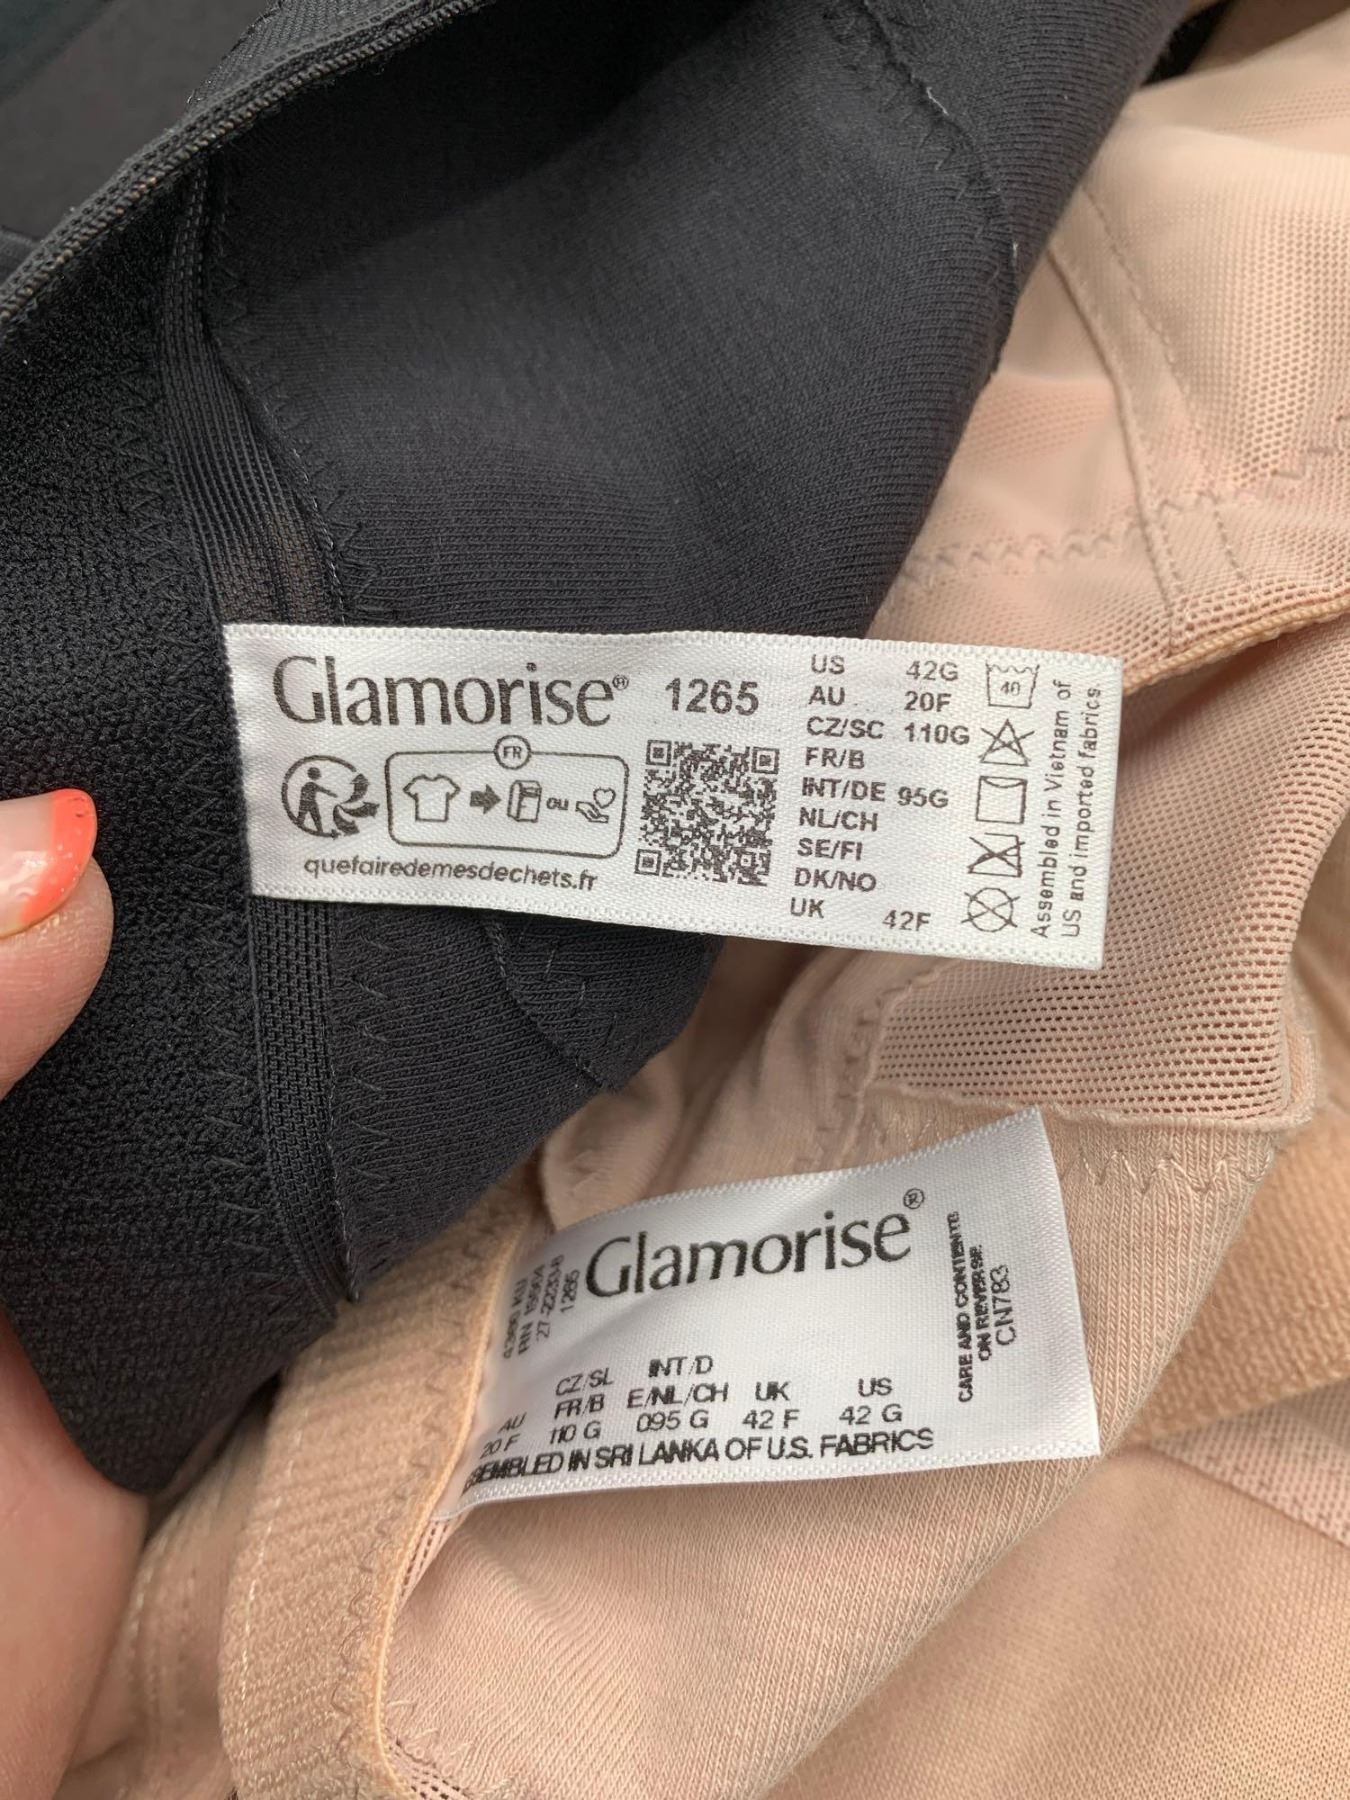 Glamorise® 1265
FR
ou
quefairedemesdechets.fr
US 42G
AU 20F
CZ/SC 110G
FR/B
INT/DE 95G
NL/CH
SE/FI
DK/NO
UK 42F
40
Assembled in Vietnam of
US and imported fabrics
Glamorise®
1265
CARE AND CONTENTS
ON REVERSE
CN783
CZ/SL INT/D
AU FR/B E/NL/CH UK US
20 F 110 G 095 G 42 F 42 G
SEMBLED IN SRI LANKA OF U.S. FABRICS